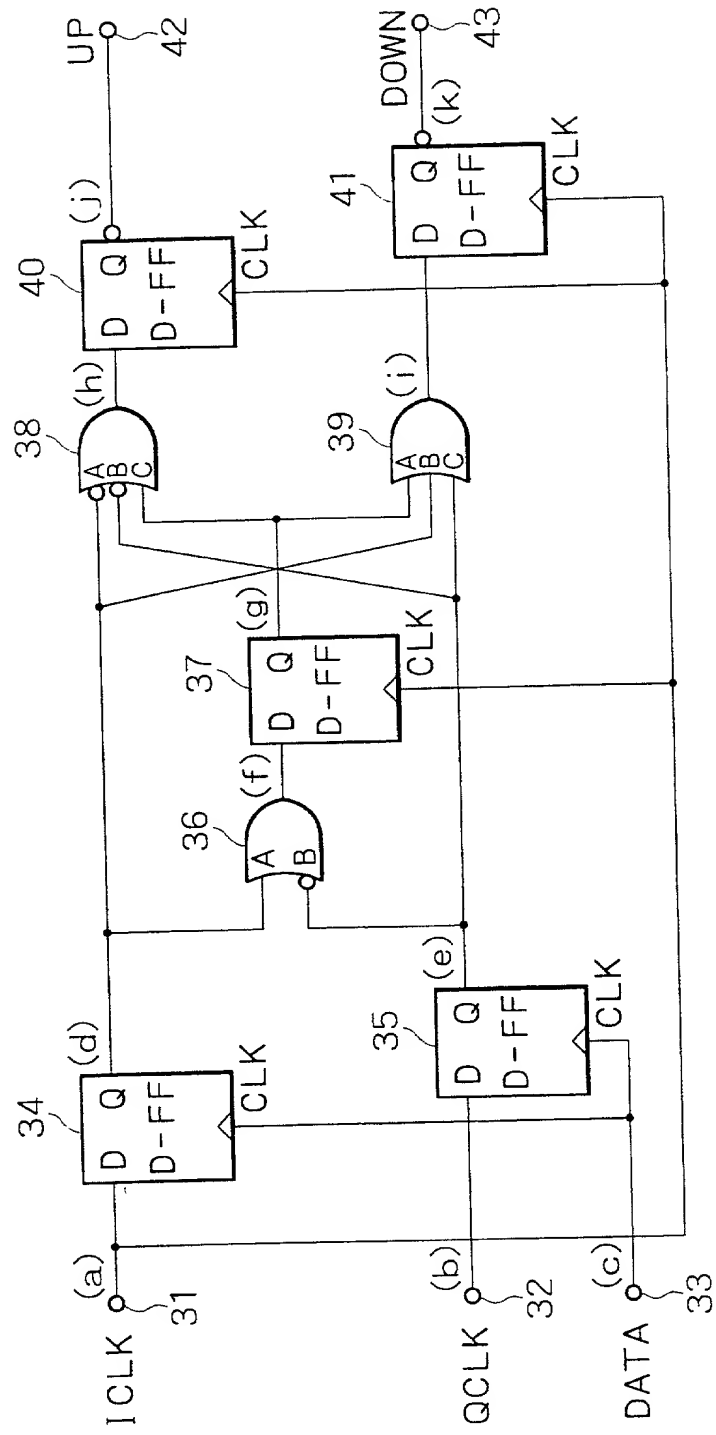 ICLK
(a)
31
34
D Q
D-FF
CLK
(d)
QCLK
(b)
32
35
D Q
D-FF
CLK
(e)
DATA
(c)
33
36
A
B
(f)
37
D Q
D-FF
CLK
(g)
38
A
B
C
(h)
39
A
B
C
(i)
40
D Q
D-FF
CLK
(j)
UP
42
41
D Q
D-FF
CLK
(k)
DOWN
43